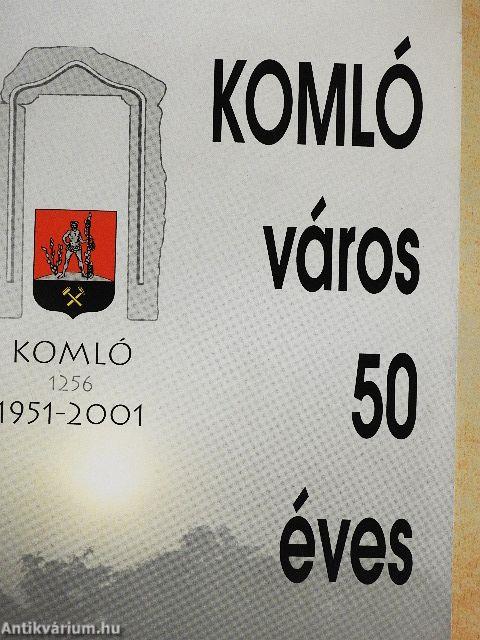 KOMLÓ
város
50
éves
KOMLÓ
1256
1951-2001
Antikvárium.hu